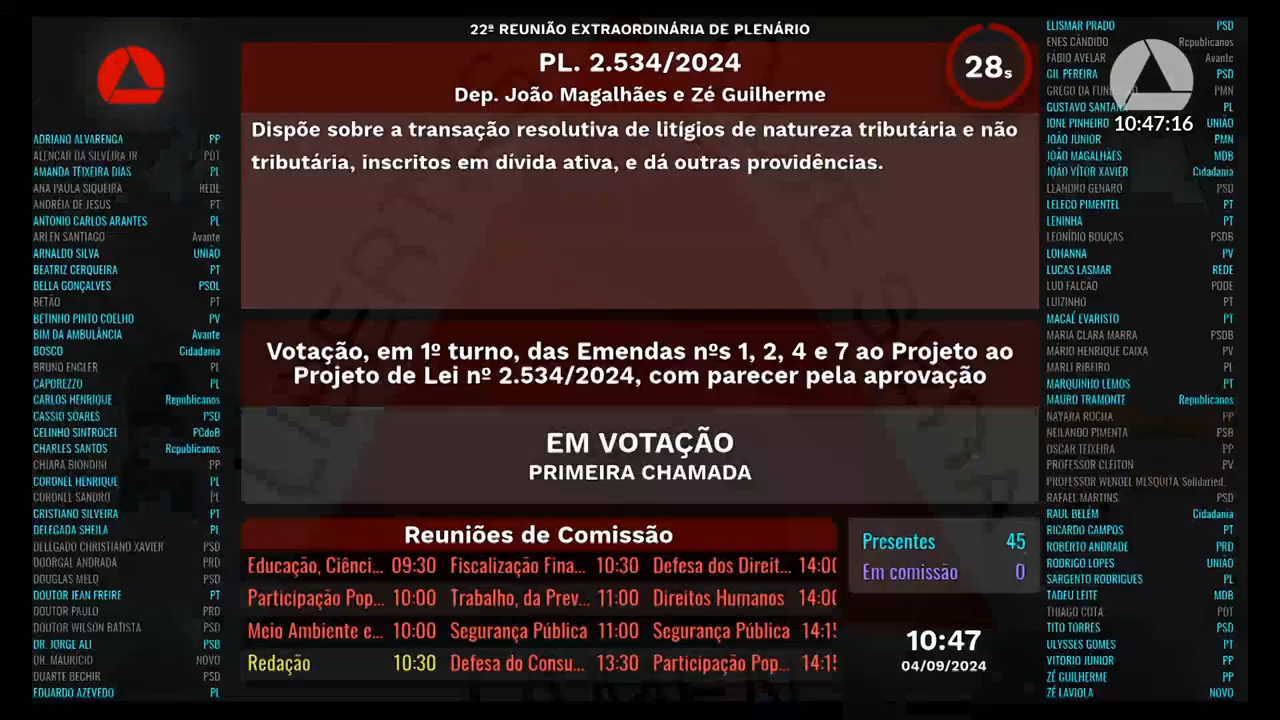 22ª REUNIÃO EXTRAORDINÁRIA DE PLENÁRIO
PL. 2.534/2024
Dep. João Magalhães e Zé Guilherme
28s
Dispõe sobre a transação resolutiva de litígios de natureza tributária e não
tributária, inscritos em dívida ativa, e dá outras providências.
Votação, em 1º turno, das Emendas nºs 1, 2, 4 e 7 ao Projeto ao
Projeto de Lei nº 2.534/2024, com parecer pela aprovação
EM VOTAÇÃO
PRIMEIRA CHAMADA
Reuniões de Comissão
Educação, Ciênci... 09:30 Fiscalização Fina... 10:30 Defesa dos Direit... 14:00
Participação Pop... 10:00 Trabalho, da Prev... 11:00 Direitos Humanos 14:00
Meio Ambiente e... 10:00 Segurança Pública 11:00 Segurança Pública 14:15
Redação 10:30 Defesa do Consu... 13:30 Participação Pop... 14:15
Presentes 45
Em comissão 0
10:47
04/09/2024
ADRIANO ALVARENGA PP
ALENCAR DA SILVEIRA JR PDT
AMANDA TEIXEIRA DIAS PL
ANA PAULA SIQUEIRA REDE
ANDRÉIA DE JESUS PT
ANTONIO CARLOS ARANTES PL
ARLEN SANTIAGO Avante
ARNALDO SILVA UNIÃO
BEATRIZ CERQUEIRA PT
BELLA GONÇALVES PSOL
BETÃO PT
BETINHO PINTO COELHO PV
BIM DA AMBULÂNCIA Avante
BOSCO Cidadania
BRUNO ENGLER PL
CAPOREZZO PL
CARLOS HENRIQUE Republicanos
CASSIO SOARES PSD
CELINHO SINTROCEL PCdoB
CHARLES SANTOS Republicanos
CHIARA BIONDINI PP
CORONEL HENRIQUE PL
CORONEL SANDRO PL
CRISTIANO SILVEIRA PT
DELEGADA SHEILA PL
DELEGADO CHRISTIANO XAVIER PSD
DOORGAL ANDRADA PRD
DOUGLAS MELO PSD
DOUTOR JEAN FREIRE PT
DOUTOR PAULO PRD
DOUTOR WILSON BATISTA PSD
DR. JORGE ALI PSB
DR. MAURÍCIO NOVO
DUARTE BECHIR PSD
EDUARDO AZEVEDO PL
ELISMAR PRADO PSD
ENES CÂNDIDO Republicanos
FÁBIO AVELAR Avante
GIL PEREIRA PSD
GREGO DA PMN
GUSTAVO SANTANA PL
IONE PINHEIRO UNIÃO
10:47:16
JOÃO JUNIOR PMN
JOÃO MAGALHÃES MDB
JOÃO VÍTOR XAVIER Cidadania
LEANDRO GENARO PSD
LELECO PIMENTEL PT
LENINHA PT
LEONÍDIO BOUÇAS PSDB
LOHANNA PV
LUCAS LASMAR REDE
LUD FALCÃO PODE
LUIZINHO PT
MACAÉ EVARISTO PT
MARIA CLARA MARRA PSDB
MÁRIO HENRIQUE CAIXA PV
MARLI RIBEIRO PL
MARQUINHO LEMOS PT
MAURO TRAMONTE Republicanos
NAYARA ROCHA PP
NEILANDO PIMENTA PSB
OSCAR TEIXEIRA PP
PROFESSOR CLEITON PV
PROFESSOR WENDEL MESQUITA Solidaried.
RAFAEL MARTINS PSD
RAUL BELÉM Cidadania
RICARDO CAMPOS PT
ROBERTO ANDRADE PRD
RODRIGO LOPES UNIÃO
SARGENTO RODRIGUES PL
TADEU LEITE MDB
THIAGO COTA PDT
TITO TORRES PSD
ULYSSES GOMES PT
VITORIO JÚNIOR PP
ZÉ GUILHERME PP
ZÉ LAVIOLA NOVO